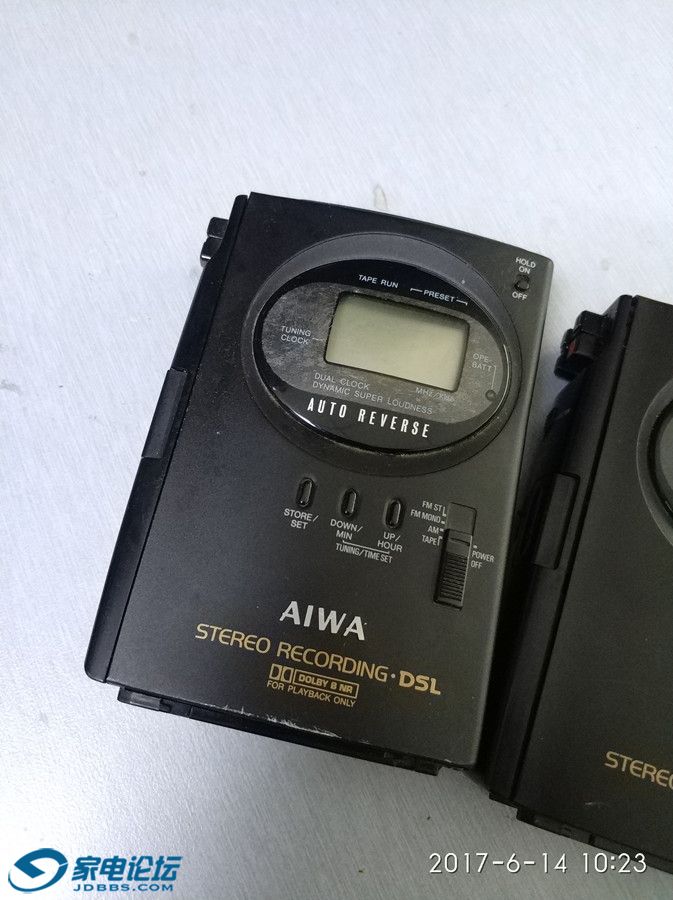 HOLD
ON
OFF
TAPE RUN
PRESET
TUNING
CLOCK
OPE-
BATT
DUAL CLOCK
DYNAMIC SUPER LOUDNESS
AUTO REVERSE
STORE/
SET
DOWN/
MIN
UP/
HOUR
TUNING/TIME SET
FM ST
FM MONO
AM
TAPE
POWER
OFF
AIWA
STEREO RECORDING·DSL
DOLBY B NR
FOR PLAYBACK ONLY
STEREO
家电论坛
JDBBS.COM
2017-6-14 10:23